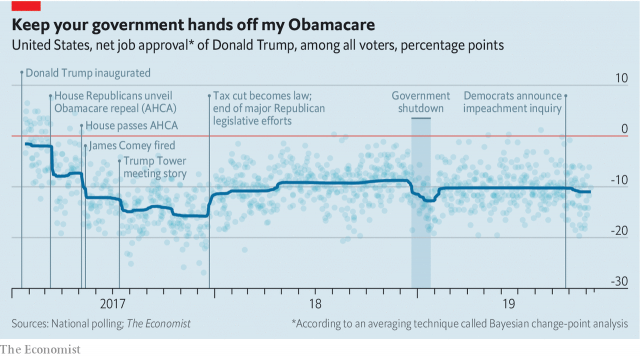 Keep your government hands off my Obamacare
United States, net job approval* of Donald Trump, among all voters, percentage points
Donald Trump inaugurated
House Republicans unveil
Obamacare repeal (AHCA)
House passes AHCA
James Comey fired
Trump Tower
meeting story
Tax cut becomes law;
end of major Republican
legislative efforts
Government
shutdown
Democrats announce
impeachment inquiry
0
-10
-20
-30
2017
18
19
Sources: National polling; The Economist
*According to an averaging technique called Bayesian change-point analysis
The Economist